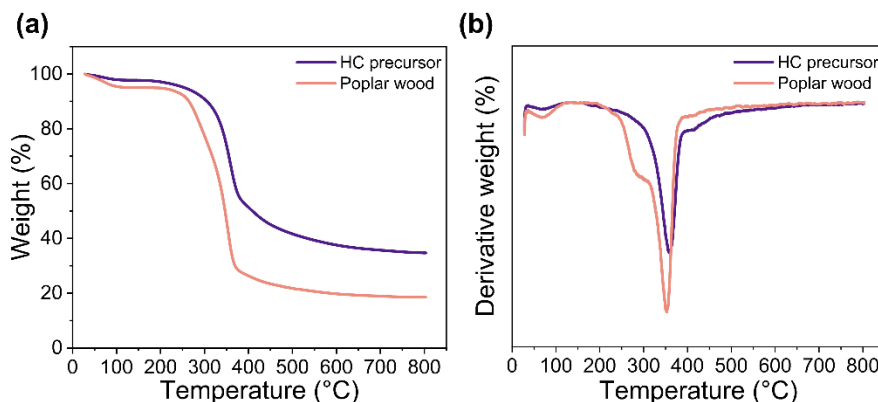 (a)
HC precursor
Poplar wood
100
80
60
40
20
0
Weight (%)
0 100 200 300 400 500 600 700 800
Temperature (°C)
(b)
HC precursor
Poplar wood
Derivative weight (%)
0 100 200 300 400 500 600 700 800
Temperature (°C)